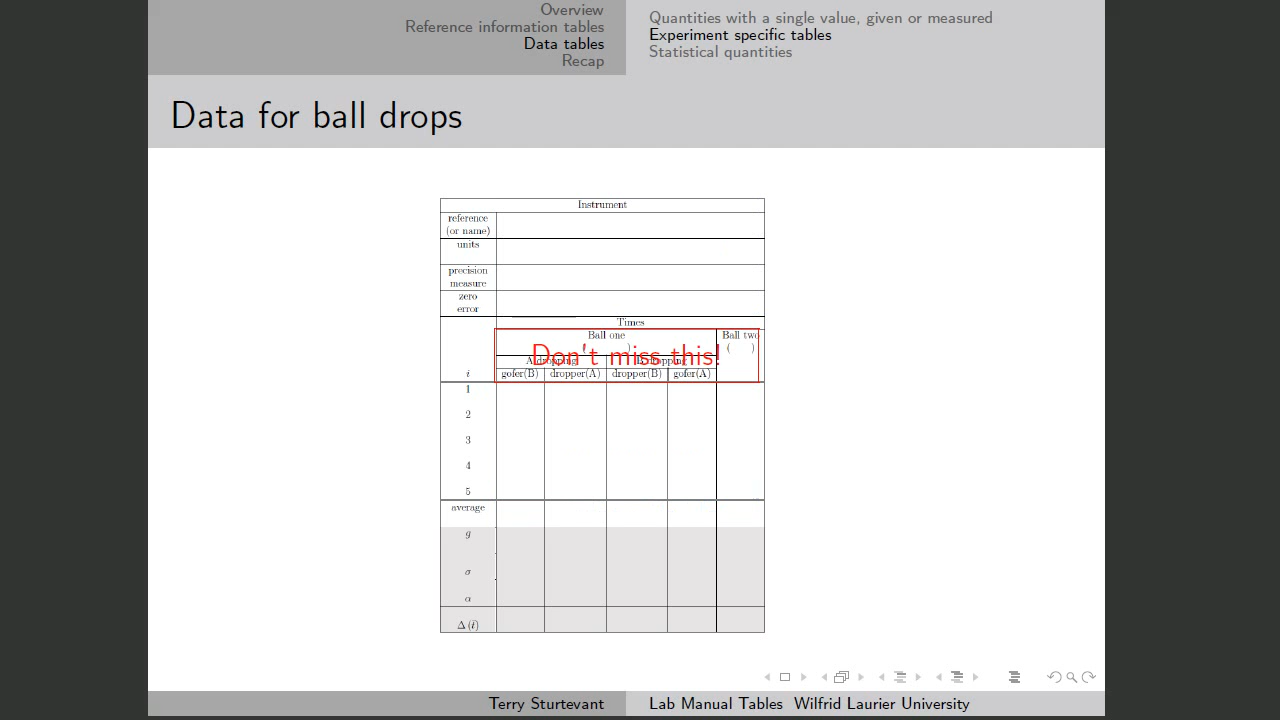 Overview
Reference information tables
Data tables
Recap
Quantities with a single value, given or measured
Experiment specific tables
Statistical quantities
Data for ball drops
Instrument
reference
(or name)
units
precision
measure
zero
error
Times
Ball one
( )
Ball two
( )
Don't miss this!
A dropping
B dropping
i
gofer(B)
dropper(A)
dropper(B)
gofer(A)
1
2
3
4
5
average
g
σ
α
Δ (t̄)
Terry Sturtevant
Lab Manual Tables Wilfrid Laurier University